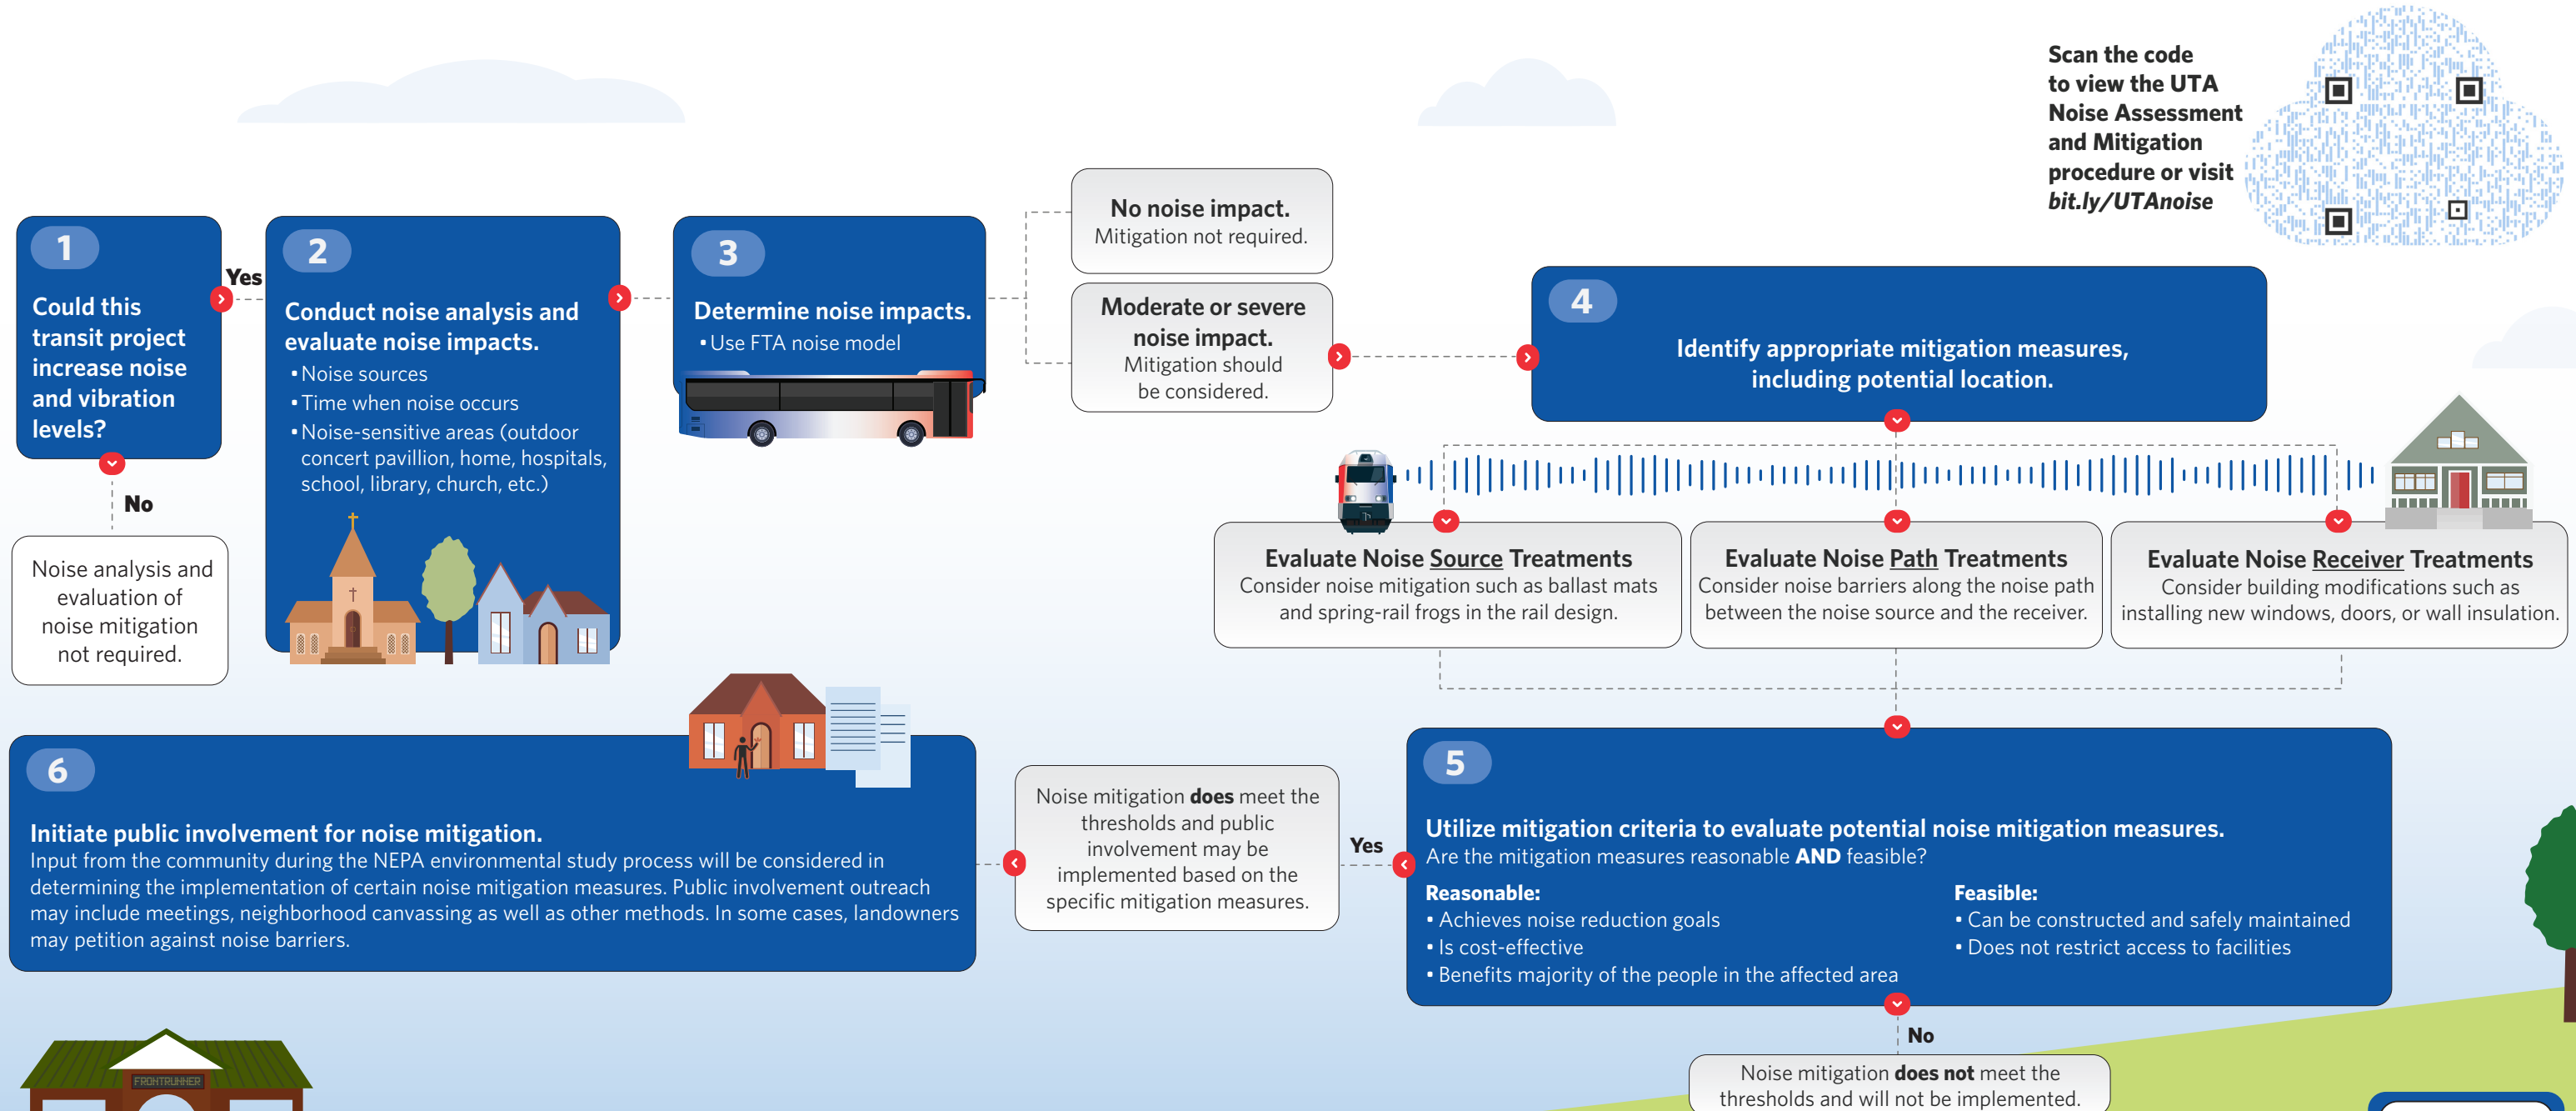 Scan the code
to view the UTA
Noise Assessment
and Mitigation
procedure or visit
bit.ly/UTAnoise
1
Could this
transit project
increase noise
and vibration
levels?
Yes
No
Noise analysis and
evaluation of
noise mitigation
not required.
2
Conduct noise analysis and
evaluate noise impacts.
▪ Noise sources
▪ Time when noise occurs
▪ Noise-sensitive areas (outdoor
concert pavillion, home, hospitals,
school, library, church, etc.)
3
Determine noise impacts.
▪ Use FTA noise model
No noise impact.
Mitigation not required.
Moderate or severe
noise impact.
Mitigation should
be considered.
4
Identify appropriate mitigation measures,
including potential location.
Evaluate Noise Source Treatments
Consider noise mitigation such as ballast mats
and spring-rail frogs in the rail design.
Evaluate Noise Path Treatments
Consider noise barriers along the noise path
between the noise source and the receiver.
Evaluate Noise Receiver Treatments
Consider building modifications such as
installing new windows, doors, or wall insulation.
5
Utilize mitigation criteria to evaluate potential noise mitigation measures.
Are the mitigation measures reasonable AND feasible?
Reasonable:
▪ Achieves noise reduction goals
▪ Is cost-effective
▪ Benefits majority of the people in the affected area
Feasible:
▪ Can be constructed and safely maintained
▪ Does not restrict access to facilities
Yes
Noise mitigation does meet the
thresholds and public
involvement may be
implemented based on the
specific mitigation measures.
No
Noise mitigation does not meet the
thresholds and will not be implemented.
6
Initiate public involvement for noise mitigation.
Input from the community during the NEPA environmental study process will be considered in
determining the implementation of certain noise mitigation measures. Public involvement outreach
may include meetings, neighborhood canvassing as well as other methods. In some cases, landowners
may petition against noise barriers.
FRONTRUNNER